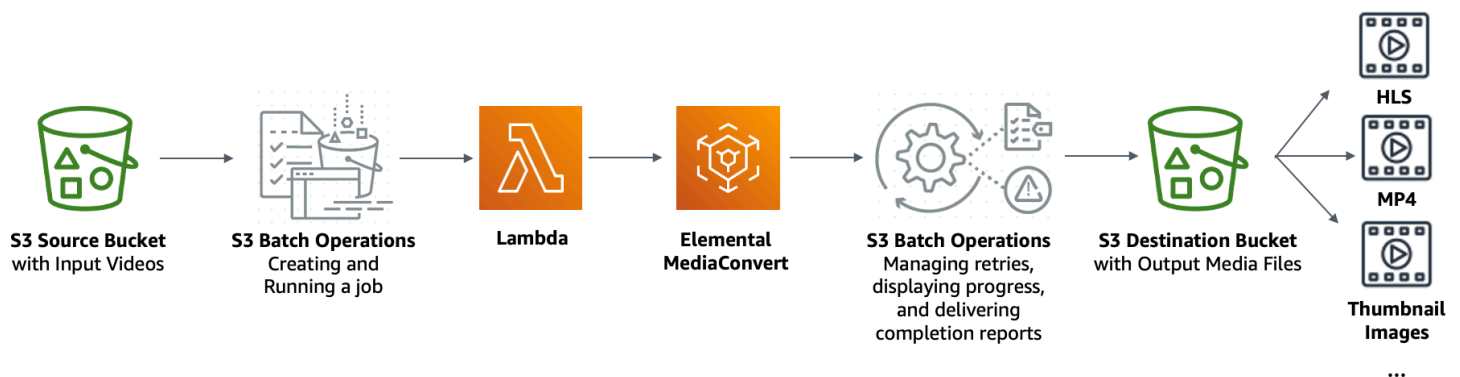 S3 Source Bucket
with Input Videos
S3 Batch Operations
Creating and
Running a job
Lambda
Elemental
MediaConvert
S3 Batch Operations
Managing retries,
displaying progress,
and delivering
completion reports
S3 Destination Bucket
with Output Media Files
HLS
MP4
Thumbnail
Images
...